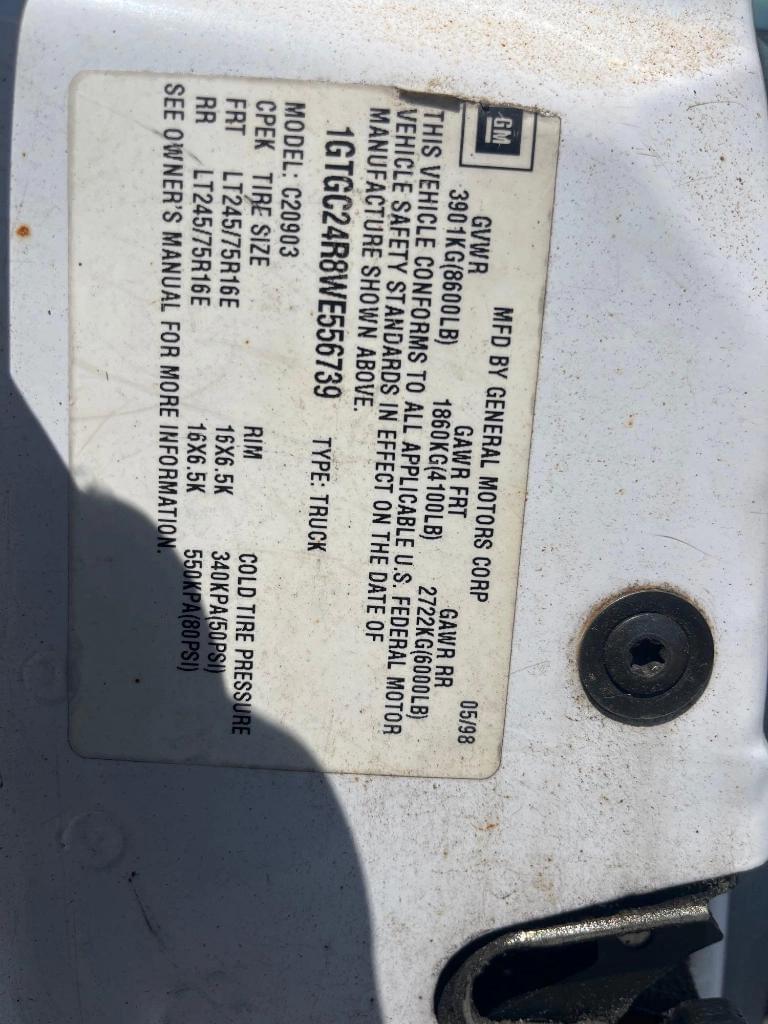 GM
MFD BY GENERAL MOTORS CORP 05/98
GVWR GAWR FRT GAWR RR
3901KG(8600LB) 1860KG(4100LB) 2722KG(6000LB)
THIS VEHICLE CONFORMS TO ALL APPLICABLE U.S. FEDERAL MOTOR
VEHICLE SAFETY STANDARDS IN EFFECT ON THE DATE OF
MANUFACTURE SHOWN ABOVE.
1GTGC24R8WE556739 TYPE: TRUCK
MODEL: C20903
CPEK TIRE SIZE RIM COLD TIRE PRESSURE
FRT LT245/75R16E 16X6.5K 340KPA(50PSI)
RR LT245/75R16E 16X6.5K 550KPA(80PSI)
SEE OWNER'S MANUAL FOR MORE INFORMATION.